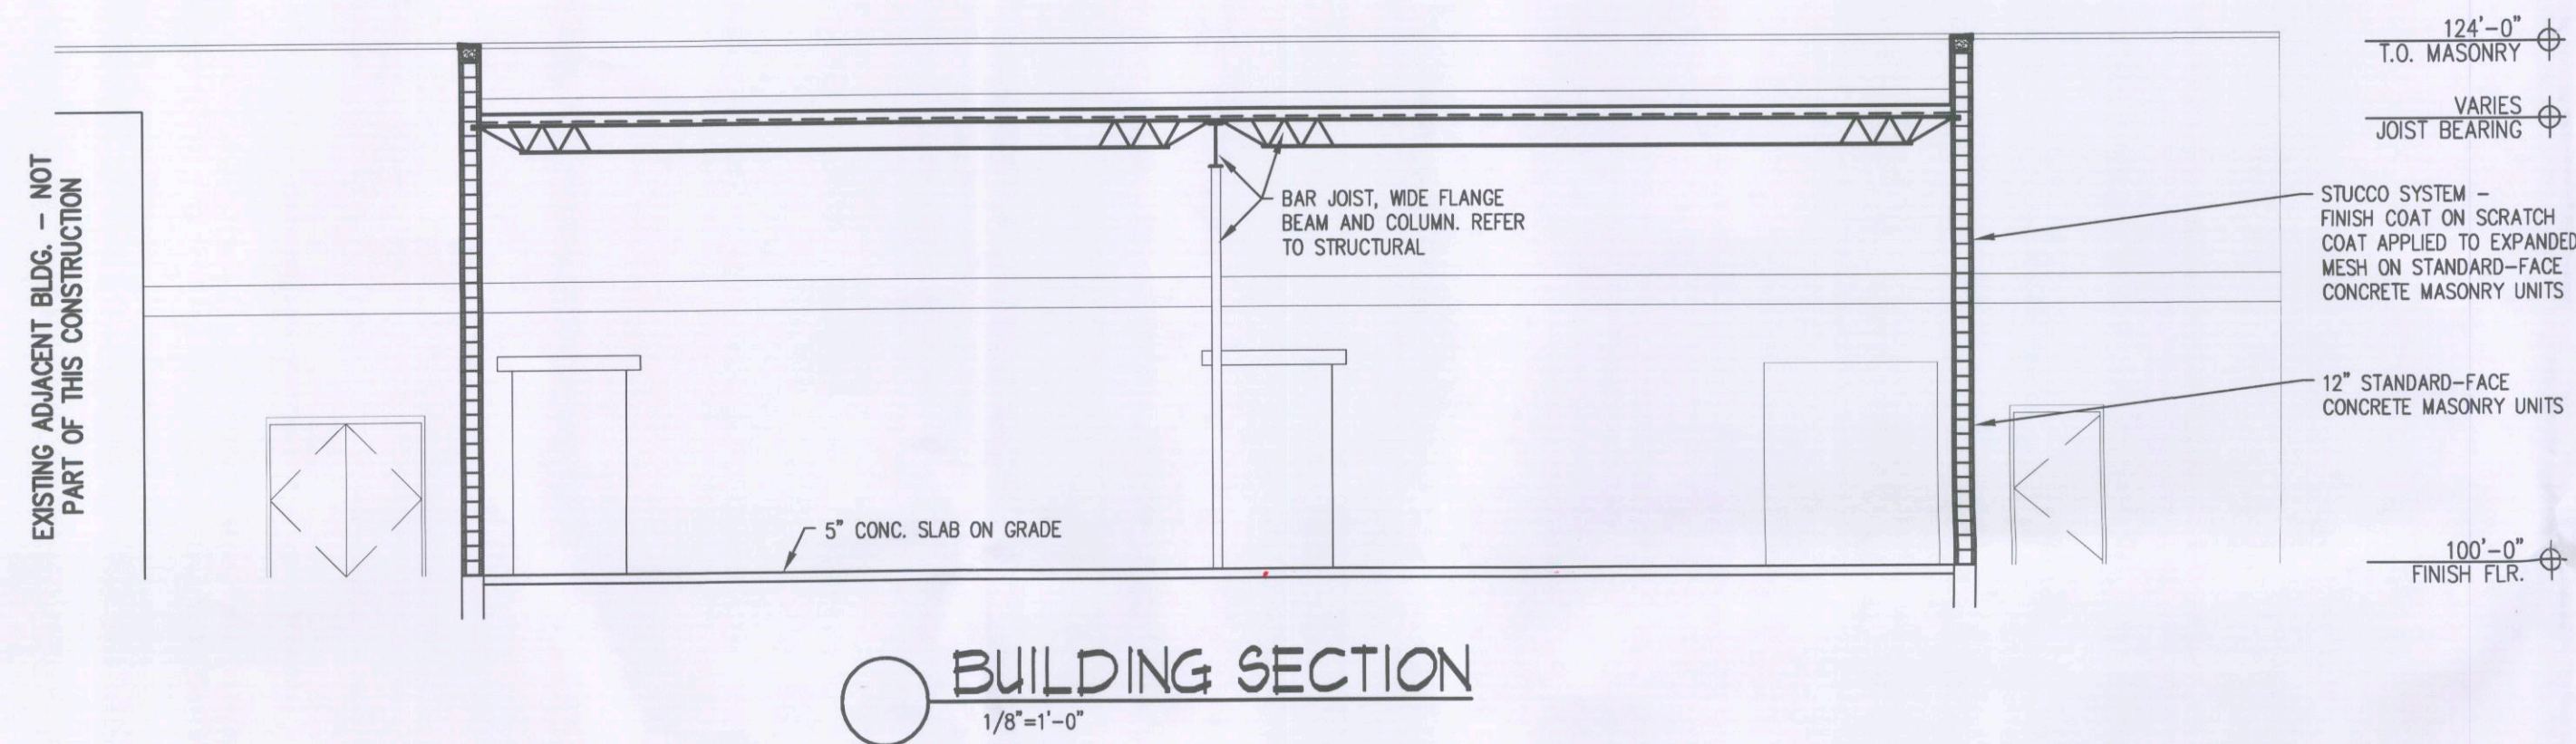 EXISTING ADJACENT BLDG. – NOT
PART OF THIS CONSTRUCTION
124'-0"
T.O. MASONRY
VARIES
JOIST BEARING
BAR JOIST, WIDE FLANGE
BEAM AND COLUMN. REFER
TO STRUCTURAL
STUCCO SYSTEM –
FINISH COAT ON SCRATCH
COAT APPLIED TO EXPANDED
MESH ON STANDARD-FACE
CONCRETE MASONRY UNITS
12" STANDARD-FACE
CONCRETE MASONRY UNITS
5" CONC. SLAB ON GRADE
100'-0"
FINISH FLR.
BUILDING SECTION
1/8"=1'-0"